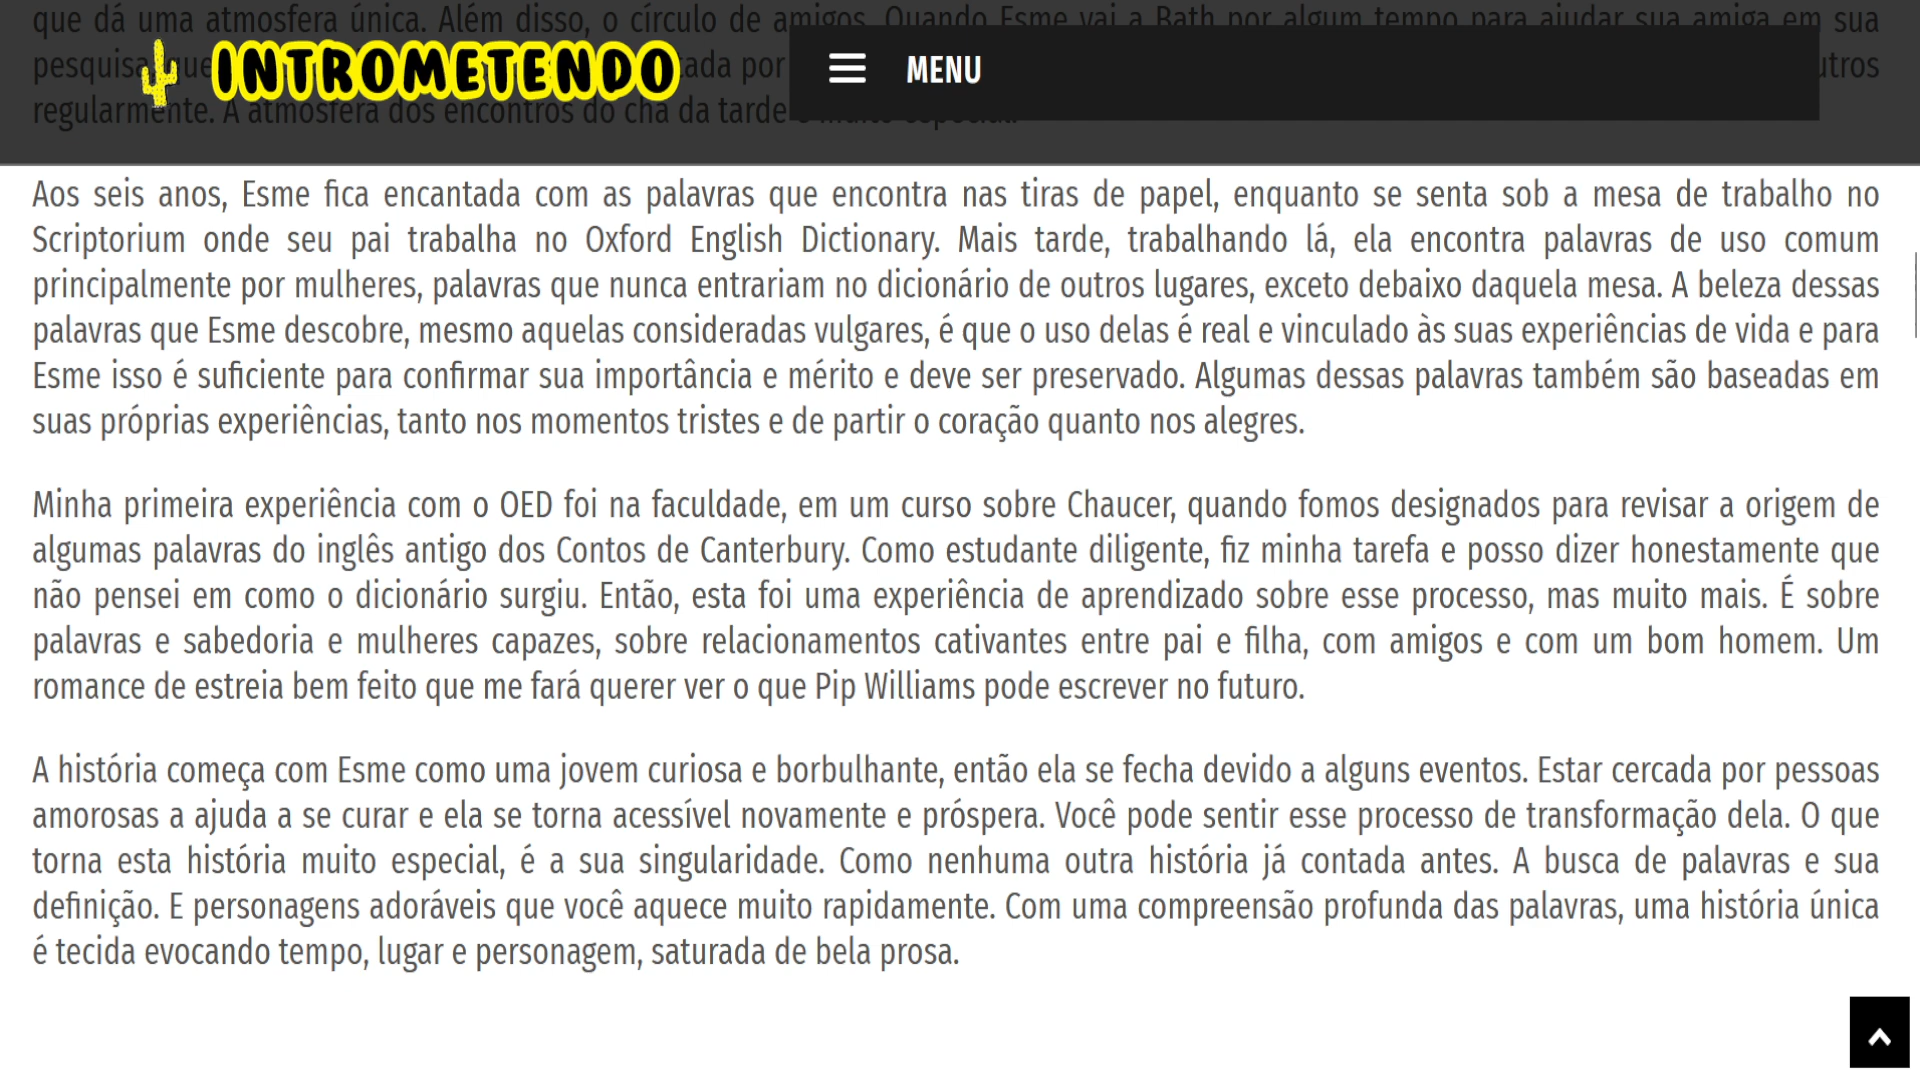 que dá uma atmosfera única. Além disso, o círculo de amigos. Quando Esme vai a Bath por algum tempo para ajudar sua amiga em sua
pesquisa
INTROMETENDO
MENU
regularmente. A atmosfera dos encontros do chá da tarde é muito especial.
Aos seis anos, Esme fica encantada com as palavras que encontra nas tiras de papel, enquanto se senta sob a mesa de trabalho no
Scriptorium onde seu pai trabalha no Oxford English Dictionary. Mais tarde, trabalhando lá, ela encontra palavras de uso comum
principalmente por mulheres, palavras que nunca entrariam no dicionário de outros lugares, exceto debaixo daquela mesa. A beleza dessas
palavras que Esme descobre, mesmo aquelas consideradas vulgares, é que o uso delas é real e vinculado às suas experiências de vida e para
Esme isso é suficiente para confirmar sua importância e mérito e deve ser preservado. Algumas dessas palavras também são baseadas em
suas próprias experiências, tanto nos momentos tristes e de partir o coração quanto nos alegres.
Minha primeira experiência com o OED foi na faculdade, em um curso sobre Chaucer, quando fomos designados para revisar a origem de
algumas palavras do inglês antigo dos Contos de Canterbury. Como estudante diligente, fiz minha tarefa e posso dizer honestamente que
não pensei em como o dicionário surgiu. Então, esta foi uma experiência de aprendizado sobre esse processo, mas muito mais. É sobre
palavras e sabedoria e mulheres capazes, sobre relacionamentos cativantes entre pai e filha, com amigos e com um bom homem. Um
romance de estreia bem feito que me fará querer ver o que Pip Williams pode escrever no futuro.
A história começa com Esme como uma jovem curiosa e borbulhante, então ela se fecha devido a alguns eventos. Estar cercada por pessoas
amorosas a ajuda a se curar e ela se torna acessível novamente e próspera. Você pode sentir esse processo de transformação dela. O que
torna esta história muito especial, é a sua singularidade. Como nenhuma outra história já contada antes. A busca de palavras e sua
definição. E personagens adoráveis que você aquece muito rapidamente. Com uma compreensão profunda das palavras, uma história única
é tecida evocando tempo, lugar e personagem, saturada de bela prosa.